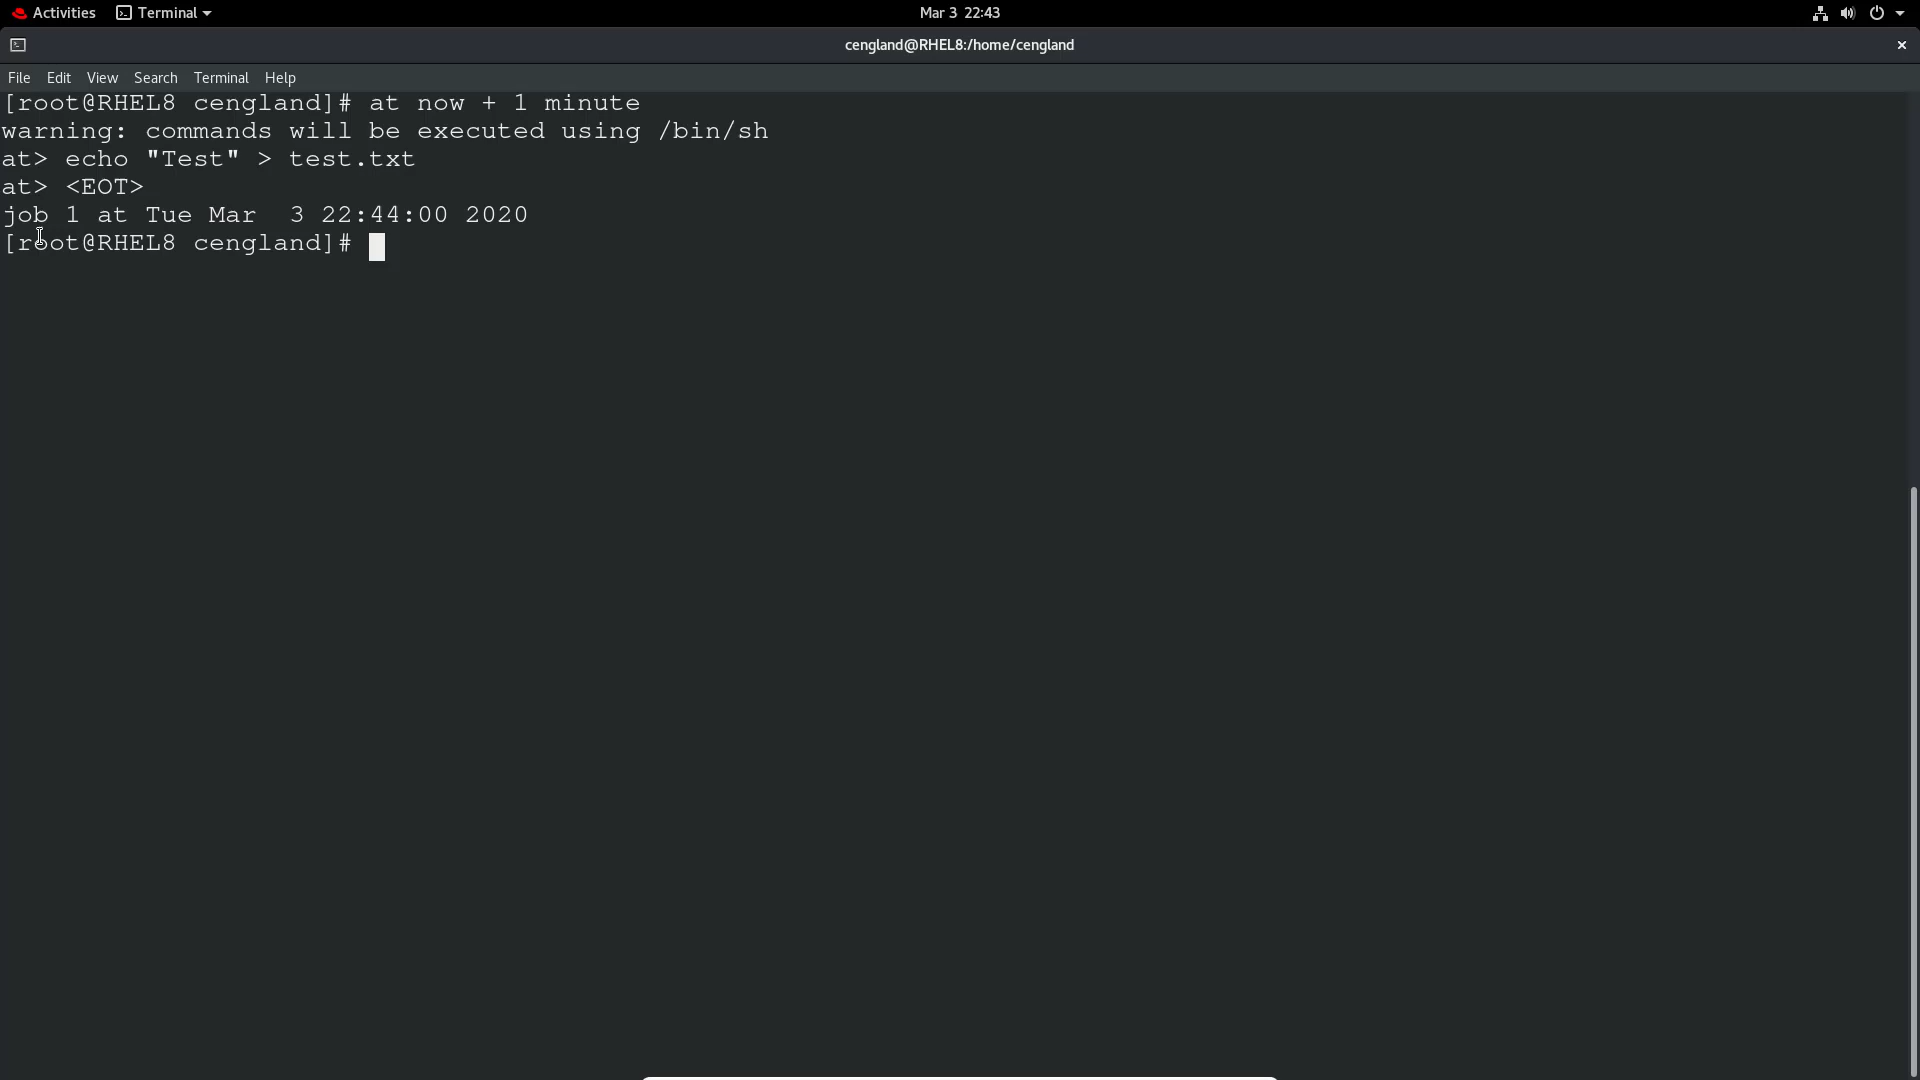 Activities Terminal Mar 3 22:43
cengland@RHEL8:/home/cengland
File Edit View Search Terminal Help
[root@RHEL8 cengland]# at now + 1 minute
warning: commands will be executed using /bin/sh
at> echo "Test" > test.txt
at> <EOT>
job 1 at Tue Mar  3 22:44:00 2020
[root@RHEL8 cengland]#